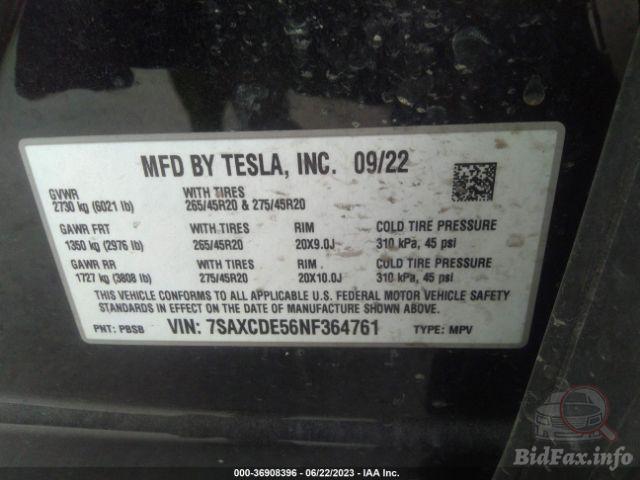 MFD BY TESLA, INC. 09/22
GVWR WITH TIRES
2730 kg (6021 lb) 265/45R20 & 275/45R20
GAWR FRT WITH TIRES RIM COLD TIRE PRESSURE
1350 kg (2976 lb) 265/45R20 20X9.0J 310 kPa, 45 psi
GAWR RR WITH TIRES RIM COLD TIRE PRESSURE
1727 kg (3808 lb) 275/45R20 20X10.0J 310 kPa, 45 psi
THIS VEHICLE CONFORMS TO ALL APPLICABLE U.S. FEDERAL MOTOR VEHICLE SAFETY
STANDARDS IN EFFECT ON THE DATE OF MANUFACTURE SHOWN ABOVE.
PNT: PBSB VIN: 7SAXCDE56NF364761 TYPE: MPV
BidFax.info
000-36908396 - 06/22/2023 - IAA Inc.